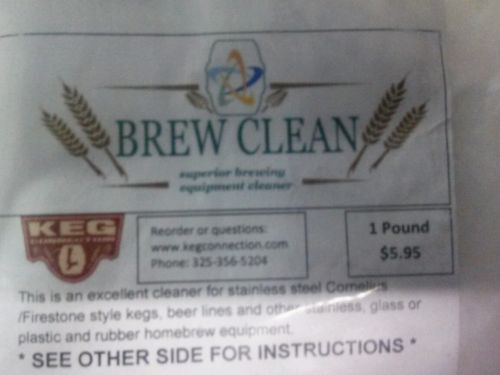 BREW CLEAN
superior brewing
equipment cleaner
KEG
CONNECTION
Reorder or questions:
www.kegconnection.com
Phone: 325-356-5204
1 Pound
$5.95
This is an excellent cleaner for stainless steel Cornelius
/Firestone style kegs, beer lines and other stainless, glass or
plastic and rubber homebrew equipment.
* SEE OTHER SIDE FOR INSTRUCTIONS *